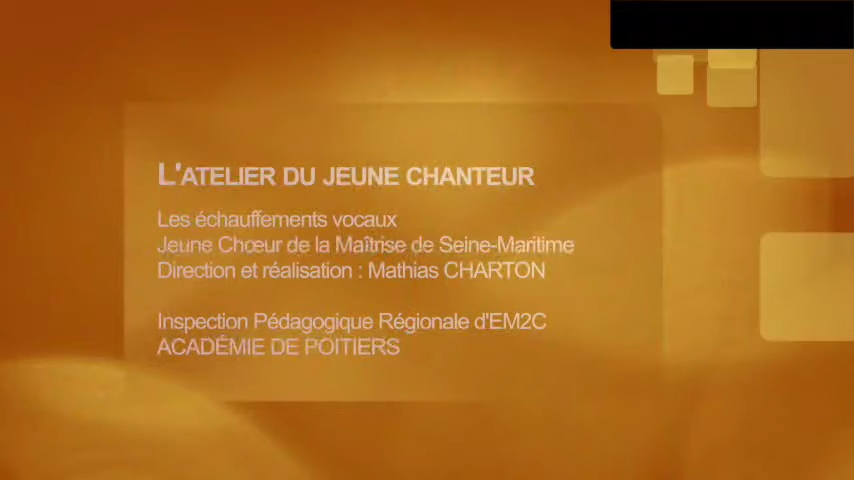 L'ATELIER DU JEUNE CHANTEUR
Les échauffements vocaux
Jeune Chœur de la Maîtrise de Seine-Maritime
Direction et réalisation : Mathias CHARTON
Inspection Pédagogique Régionale d'EM2C
ACADÉMIE DE POITIERS